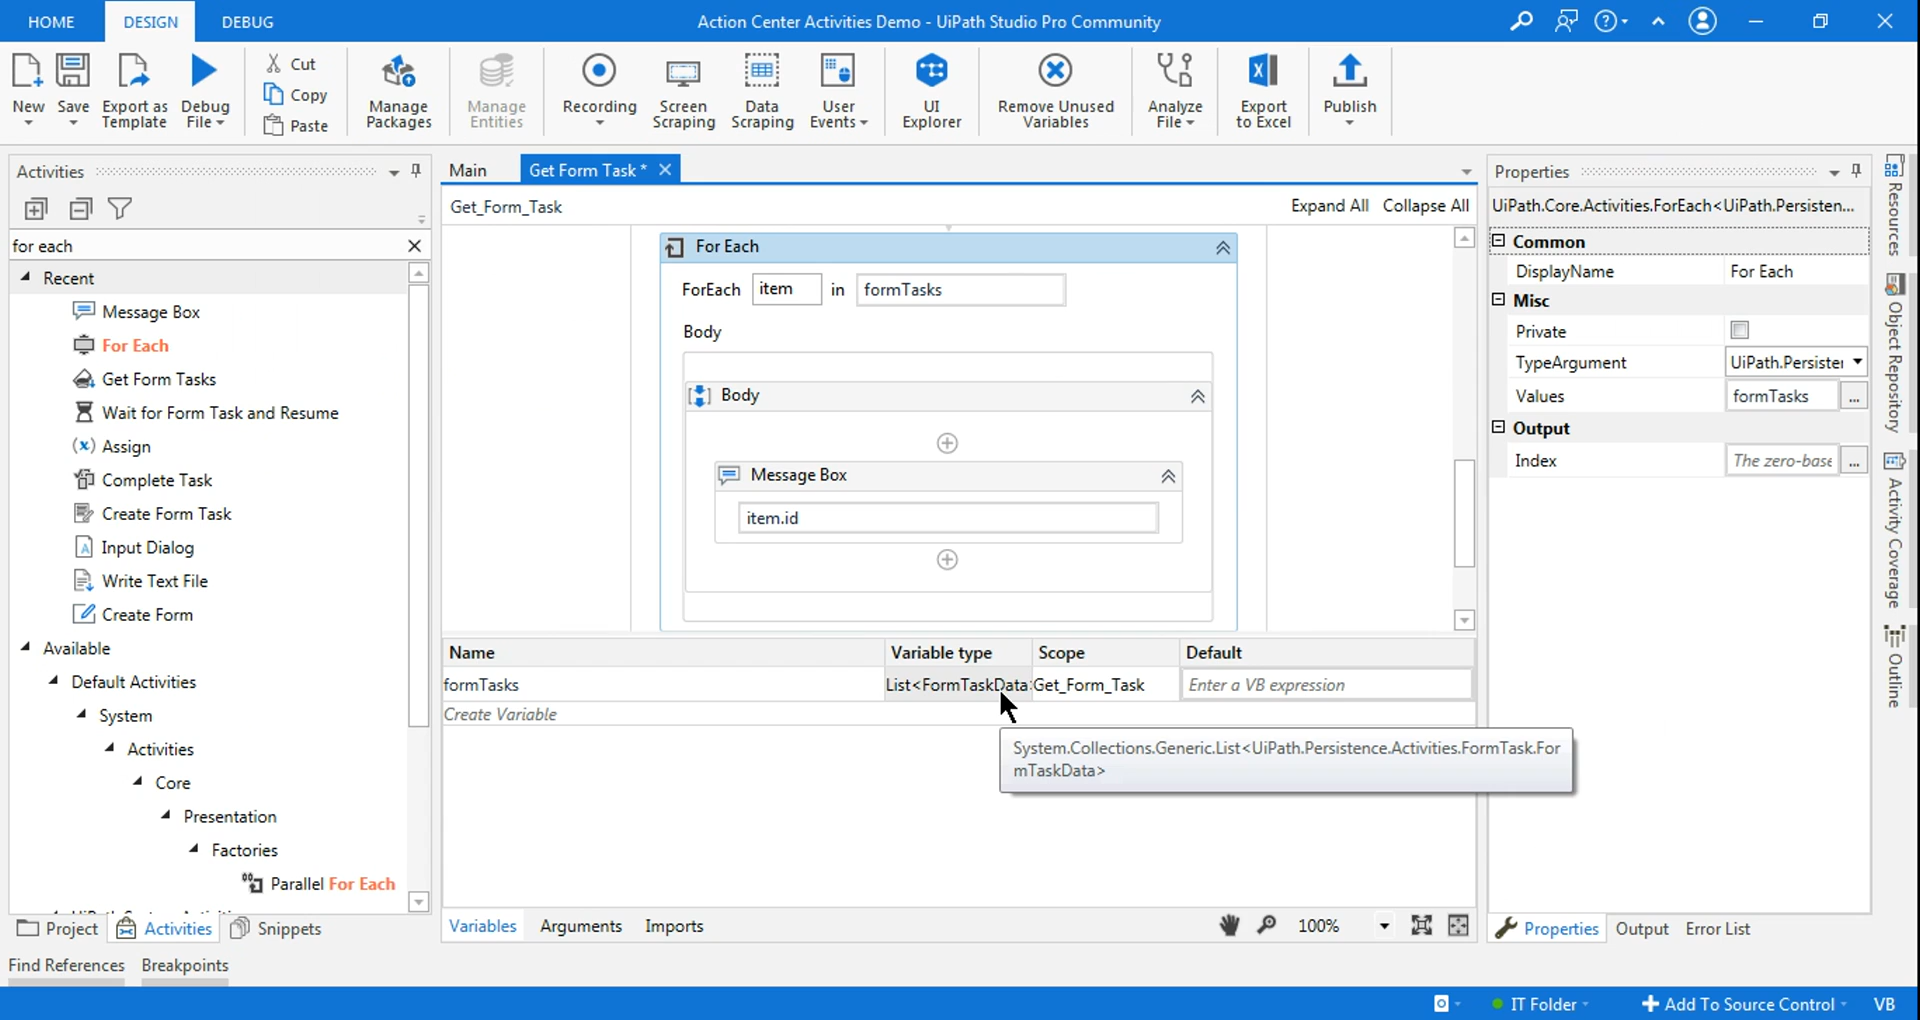 HOME DESIGN DEBUG
Action Center Activities Demo - UiPath Studio Pro Community
New Save Export as Template Debug File
Cut
Copy
Paste
Manage Packages
Manage Entities
Recording Screen Scraping Data Scraping User Events
UI Explorer
Remove Unused Variables
Analyze File
Export to Excel
Publish
Activities
for each
Recent
Message Box
For Each
Get Form Tasks
Wait for Form Task and Resume
(x) Assign
Complete Task
Create Form Task
Input Dialog
Write Text File
Create Form
Available
Default Activities
System
Activities
Core
Presentation
Factories
Parallel For Each
Project Activities Snippets
Find References Breakpoints
Main Get Form Task *
Get_Form_Task Expand All Collapse All
For Each
ForEach item in formTasks
Body
Body
Message Box
item.id
Name Variable type Scope Default
formTasks List<FormTaskData> Get_Form_Task Enter a VB expression
Create Variable
System.Collections.Generic.List<UiPath.Persistence.Activities.FormTask.For
mTaskData>
Variables Arguments Imports 100%
Properties
UiPath.Core.Activities.ForEach<UiPath.Persisten...
Common
DisplayName For Each
Misc
Private
TypeArgument UiPath.Persister
Values formTasks ...
Output
Index The zero-base ...
Properties Output Error List
Resources
Object Repository
Activity Coverage
Outline
IT Folder Add To Source Control VB